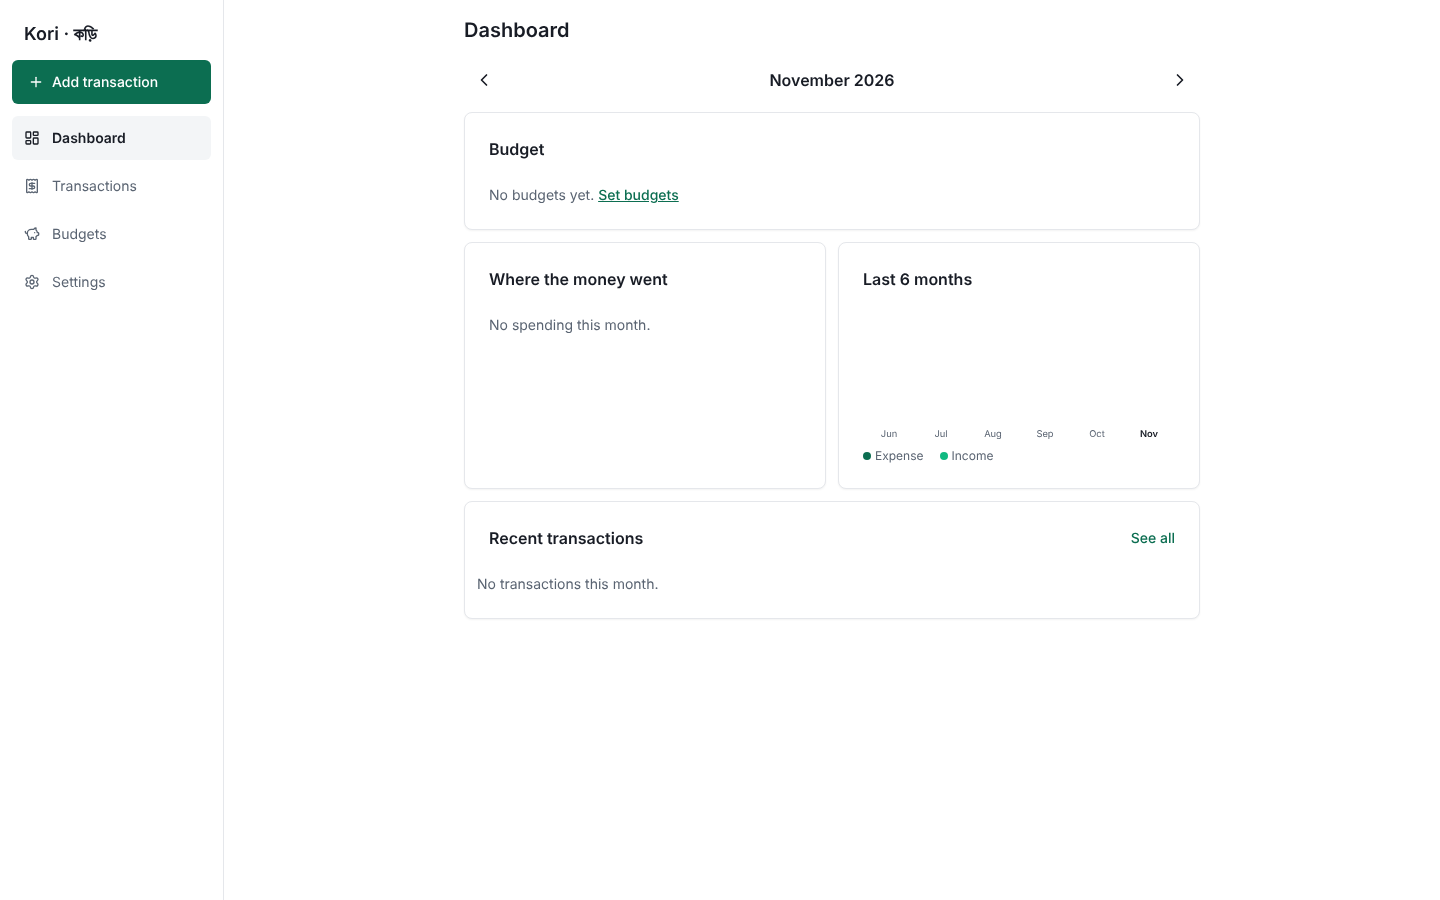 Kori · কড়ি
Add transaction
Dashboard
Transactions
Budgets
Settings
Dashboard
November 2026
Budget
No budgets yet. Set budgets
Where the money went
No spending this month.
Last 6 months
Jun Jul Aug Sep Oct Nov
Expense Income
Recent transactions See all
No transactions this month.